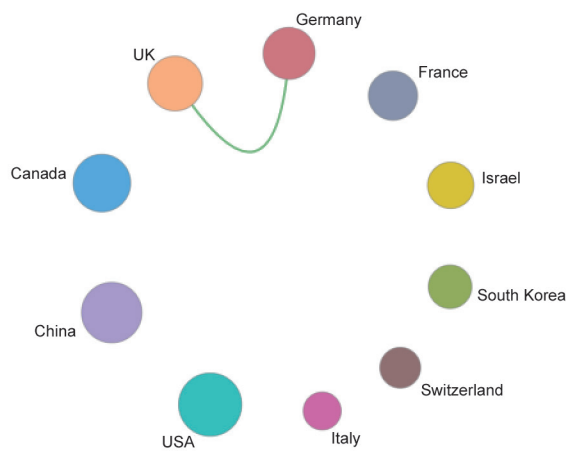 Germany
UK
France
Canada
Israel
South Korea
China
Switzerland
USA
Italy